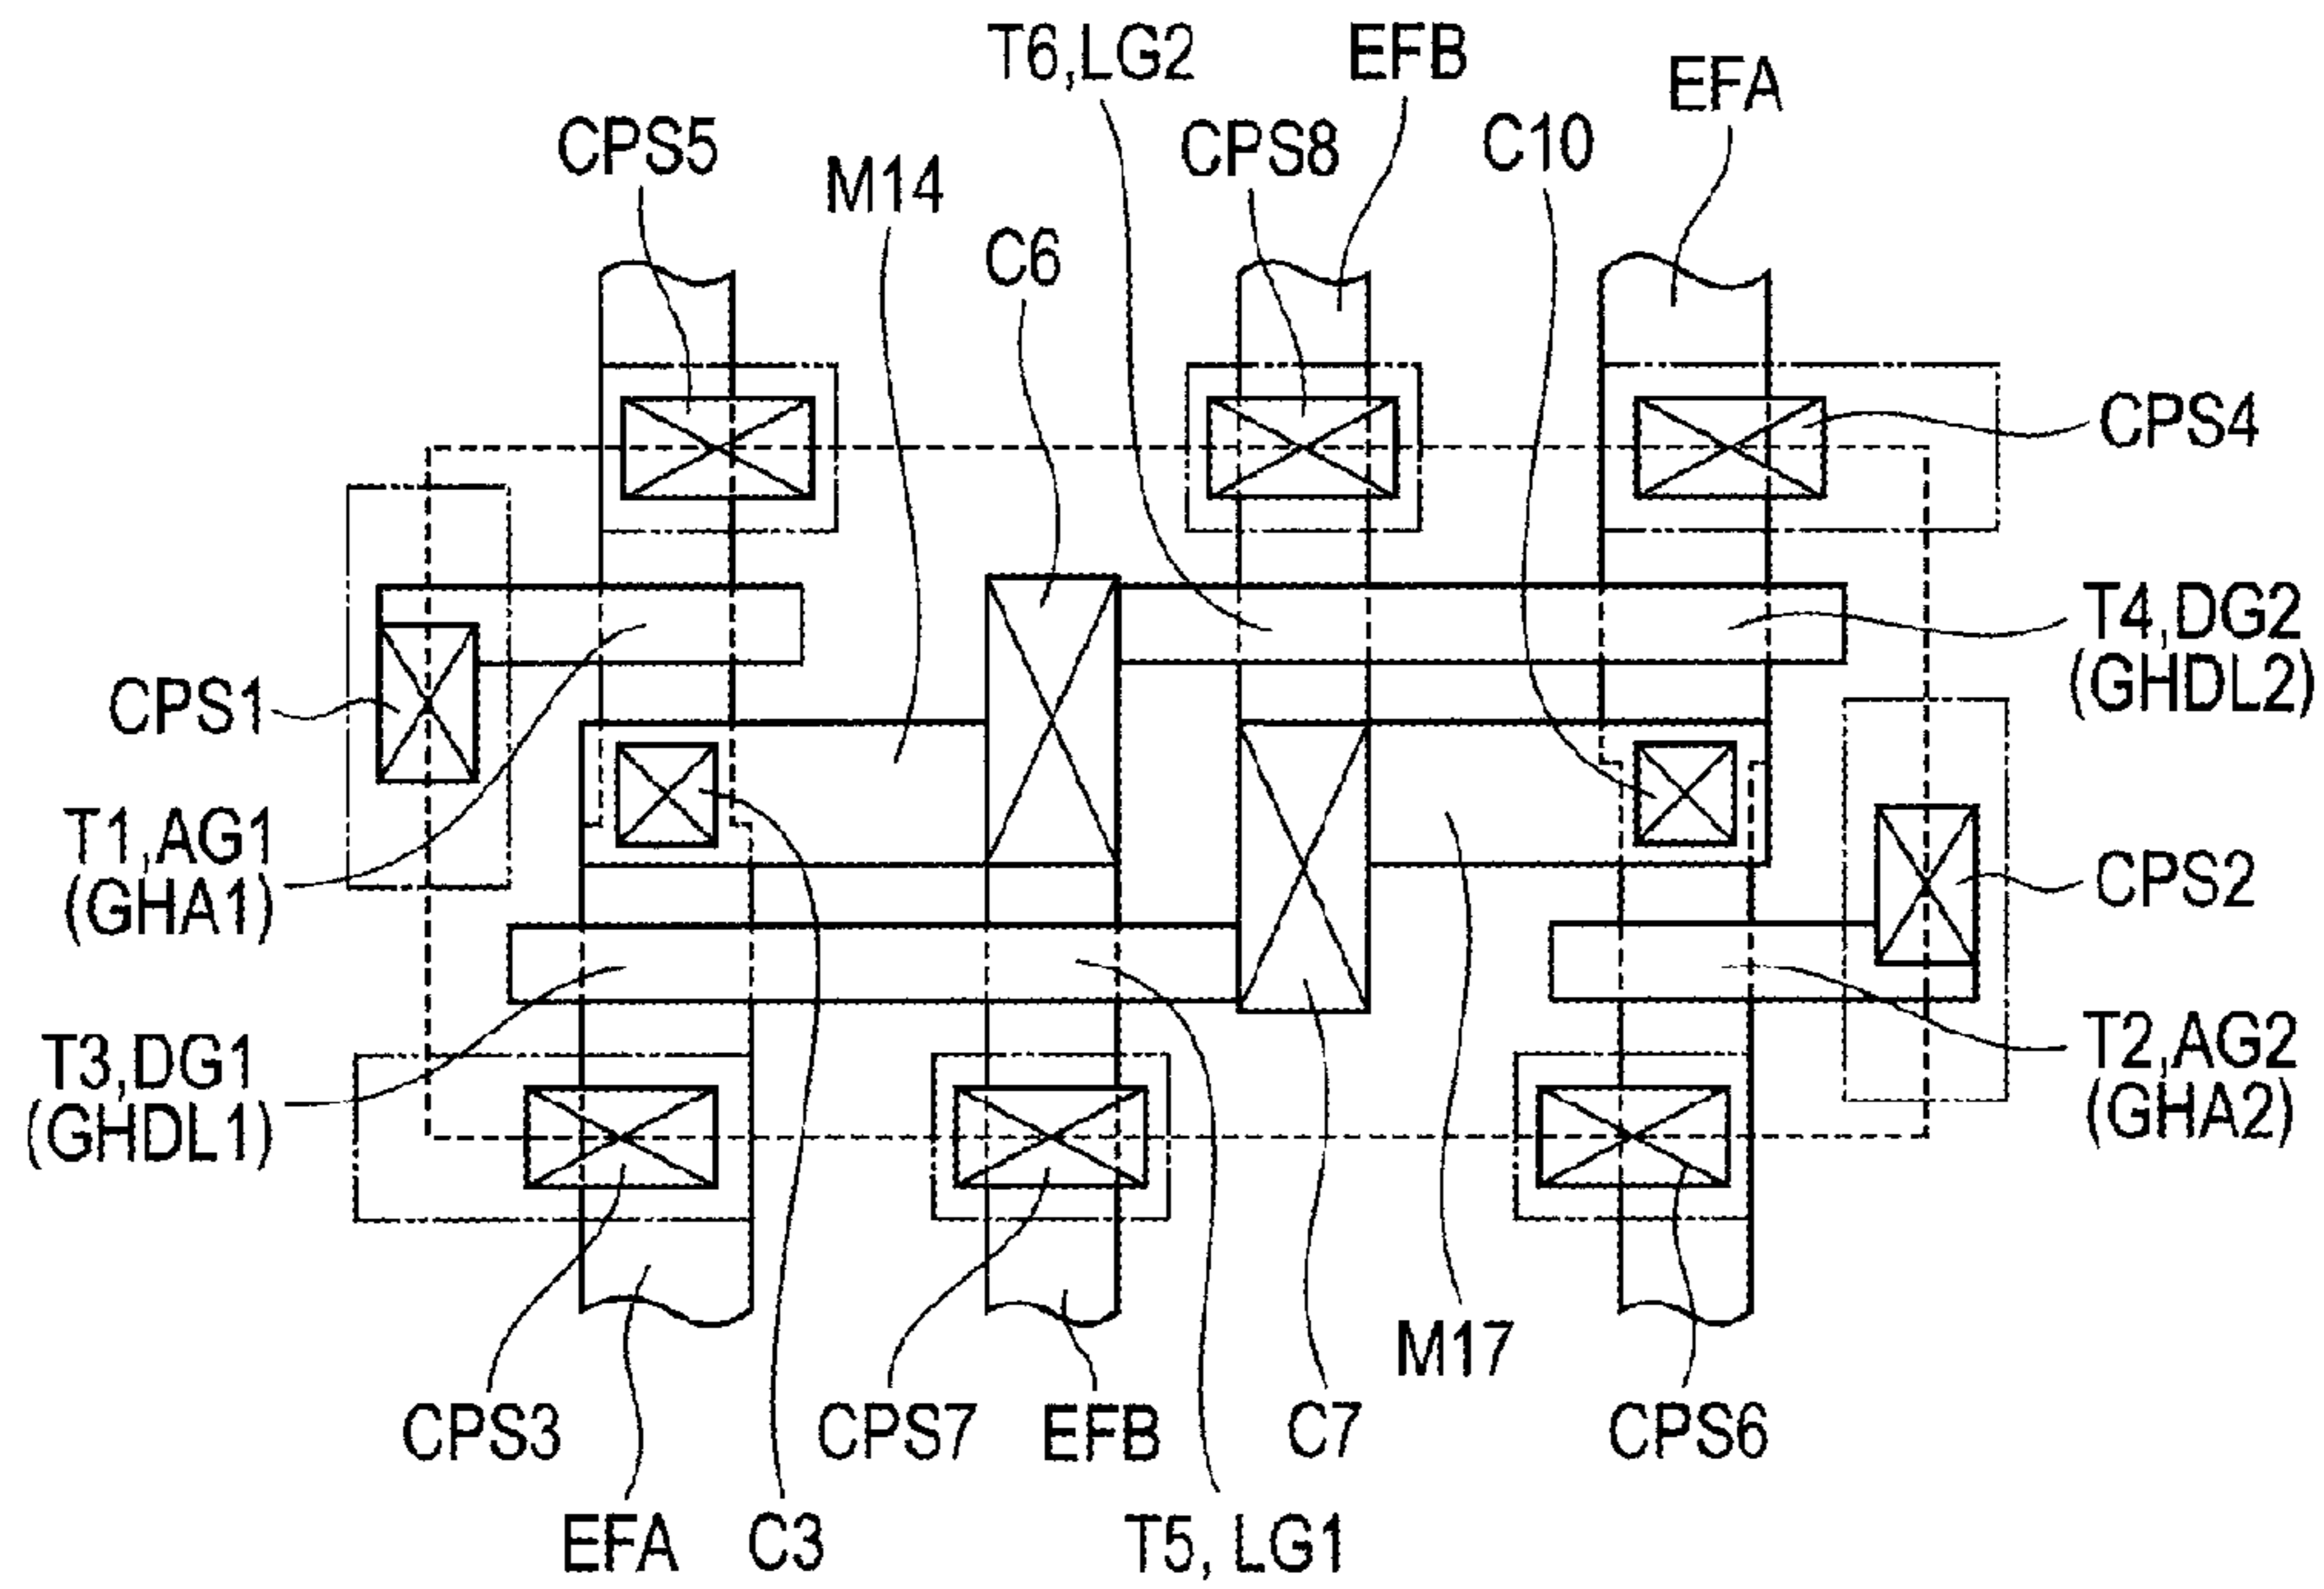 T6,LG2
EFB
EFA
CPS5
CPS8
C10
M14
C6
CPS4
T4,DG2
(GHDL2)
CPS1
T1,AG1
(GHA1)
CPS2
T3,DG1
(GHDL1)
T2,AG2
(GHA2)
M17
CPS3
CPS7
EFB
C7
CPS6
EFA
C3
T5, LG1